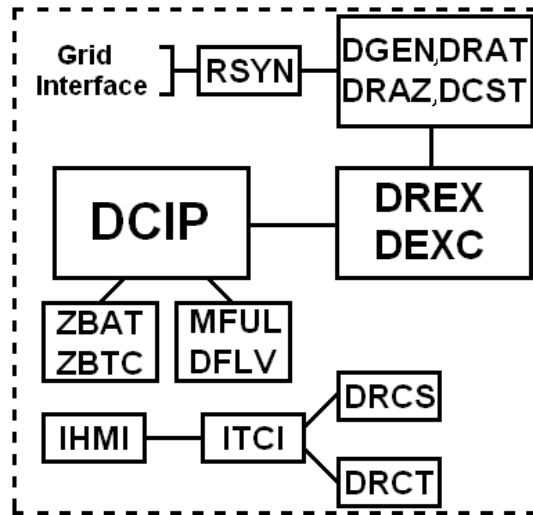 Grid
Interface
RSYN
DGEN,DRAT
DRAZ,DCST
DCIP
DREX
DEXC
ZBAT
ZBTC
MFUL
DFLV
IHMI
ITCI
DRCS
DRCT